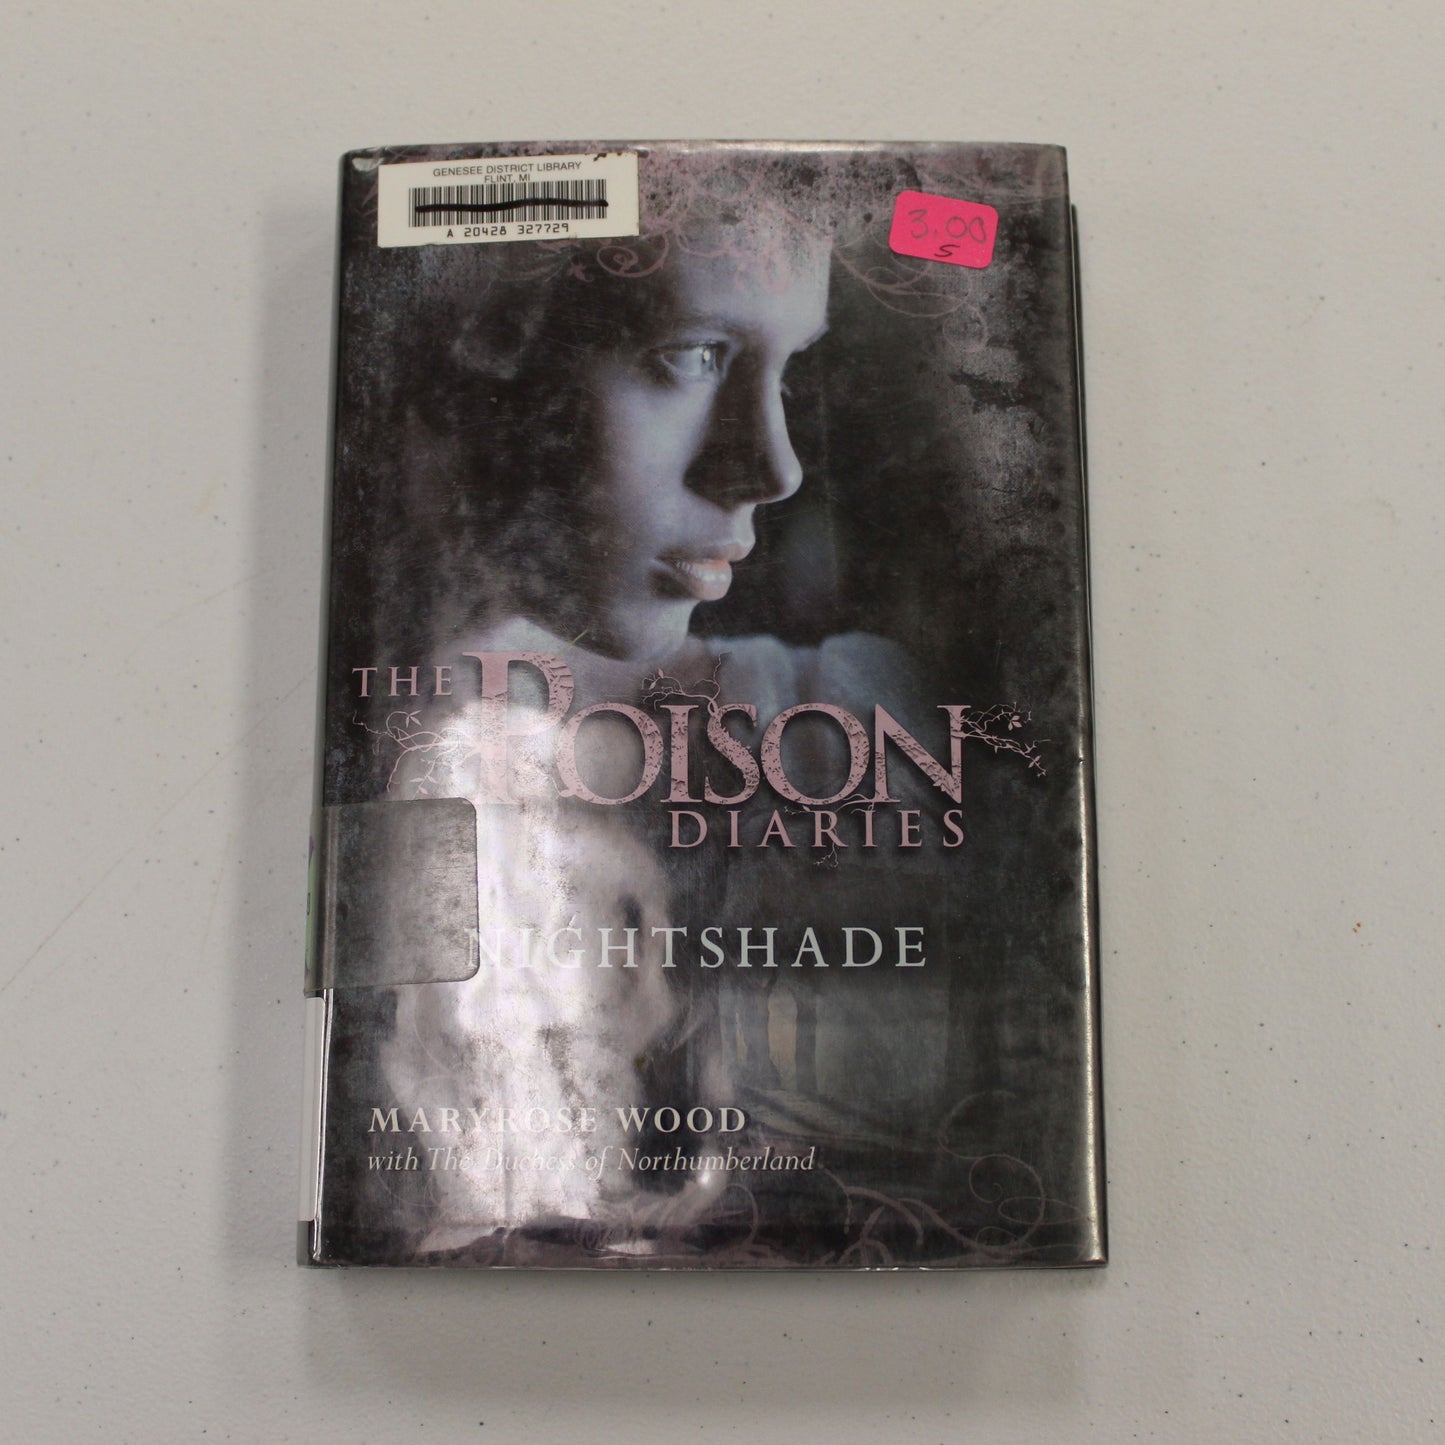 GENESEE DISTRICT LIBRARY
FLINT, MI
A 20428 327729
3.00
S
THE POISON
DIARIES
NIGHTSHADE
MARYROSE WOOD
with The Duchess of Northumberland